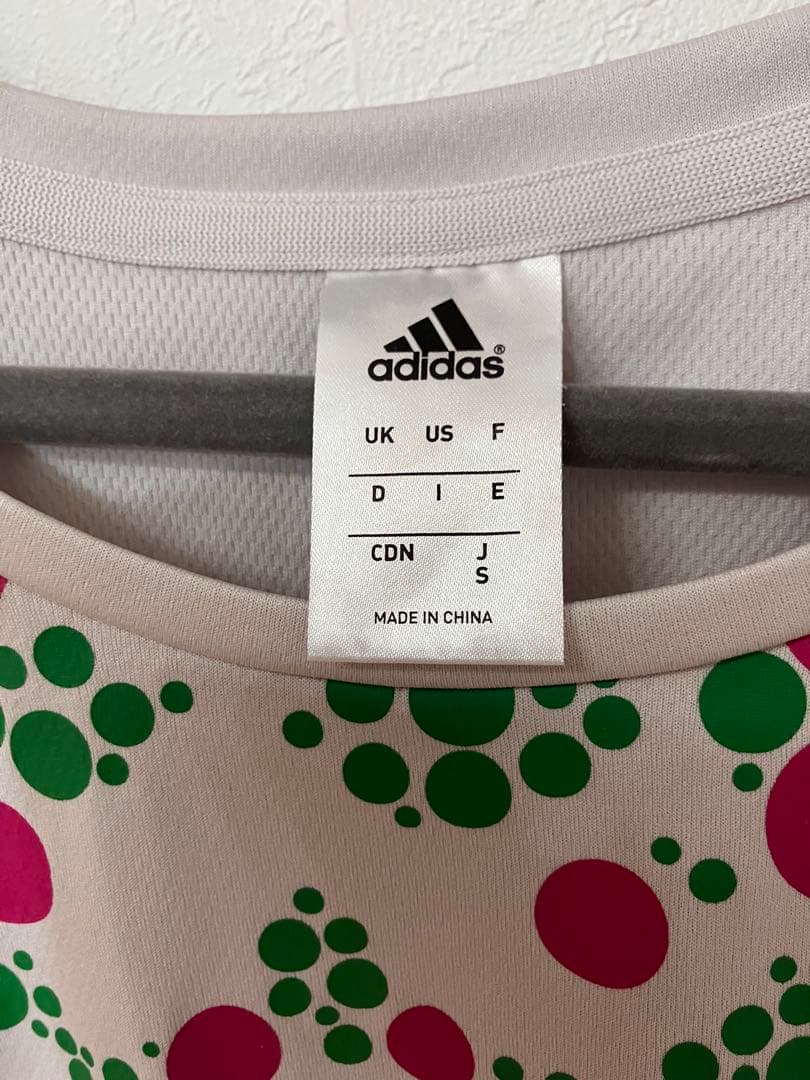 adidas®
UK US F
D I E
CDN J
S
MADE IN CHINA